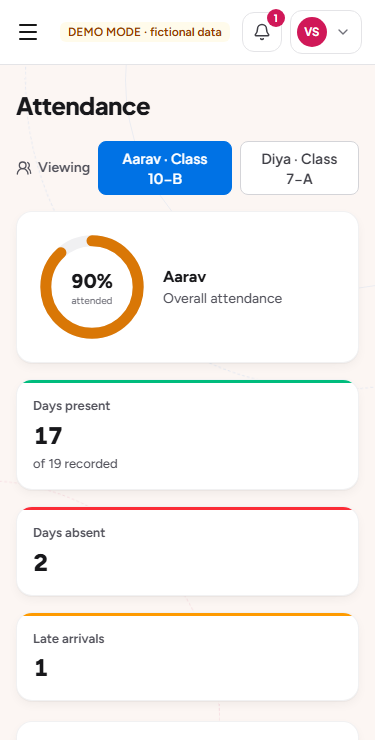 DEMO MODE · fictional data
1
VS
Attendance
Viewing
Aarav · Class
10–B
Diya · Class
7–A
90%
attended
Aarav
Overall attendance
Days present
17
of 19 recorded
Days absent
2
Late arrivals
1